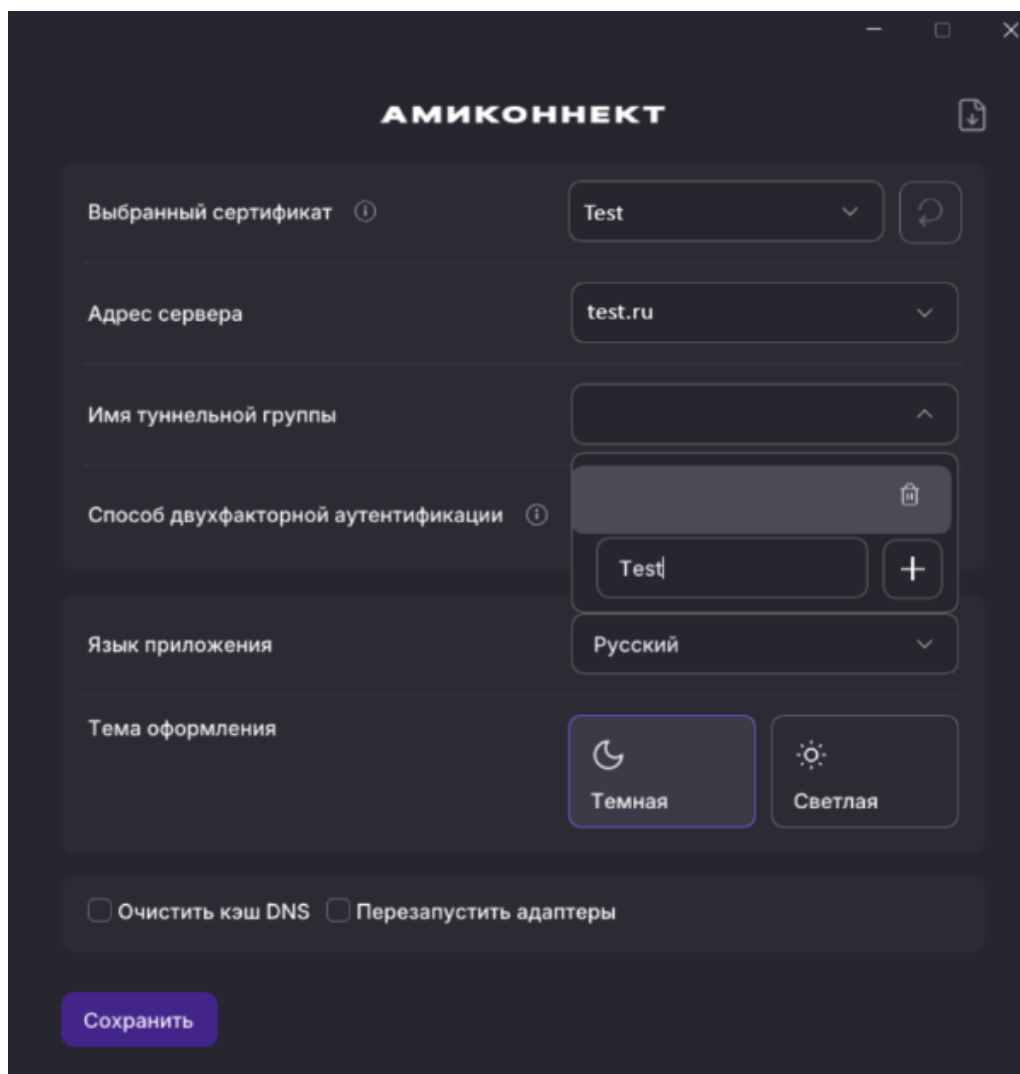 АМИКОННЕКТ
Выбранный сертификат
Test
Адрес сервера
test.ru
Имя туннельной группы
Способ двухфакторной аутентификации
Test
Язык приложения
Русский
Тема оформления
Темная
Светлая
Очистить кэш DNS
Перезапустить адаптеры
Сохранить